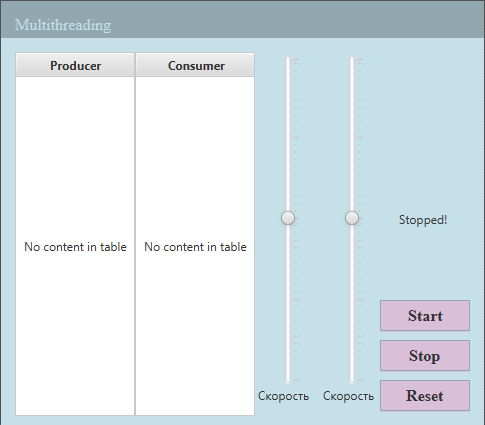 Multithreading
Producer Consumer
No content in table No content in table
Stopped!
Start
Stop
Скорость Скорость
Reset